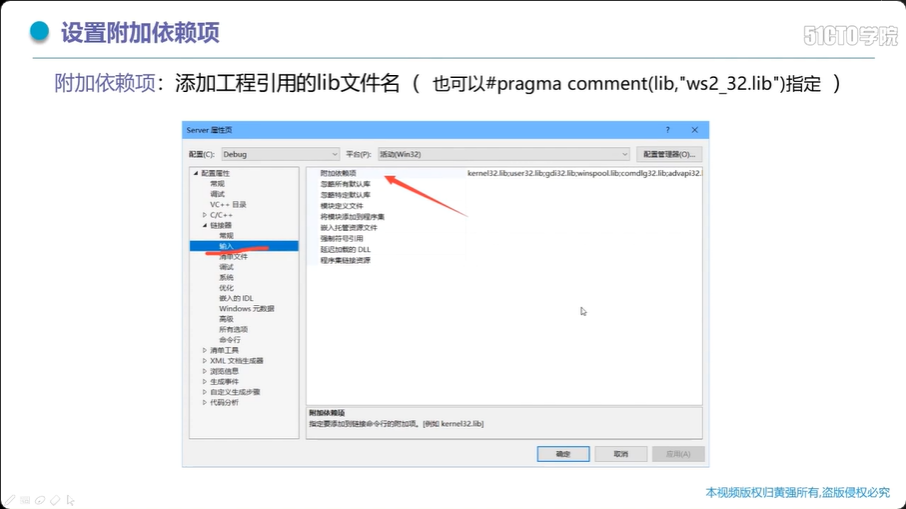 设置附加依赖项
51CTO学院
附加依赖项：添加工程引用的lib文件名（ 也可以#pragma comment(lib,"ws2_32.lib")指定 ）
Server 属性页
配置(C): Debug 平台(P): 活动(Win32) 配置管理器(O)...
配置属性
常规
调试
VC++ 目录
C/C++
链接器
常规
输入
清单文件
调试
系统
优化
嵌入的 IDL
Windows 元数据
高级
所有选项
命令行
清单工具
XML 文档生成器
浏览信息
生成事件
自定义生成步骤
代码分析
附加依赖项 kernel32.lib;user32.lib;gdi32.lib;winspool.lib;comdlg32.lib;advapi32.l
忽略所有默认库
忽略特定默认库
模块定义文件
将模块添加到程序集
嵌入托管资源文件
强制符号引用
延迟加载的 DLL
程序集链接资源
附加依赖项
指定要添加到链接命令行的附加项。[例如 kernel32.lib]
确定 取消 应用(A)
本视频版权归黄强所有,盗版侵权必究